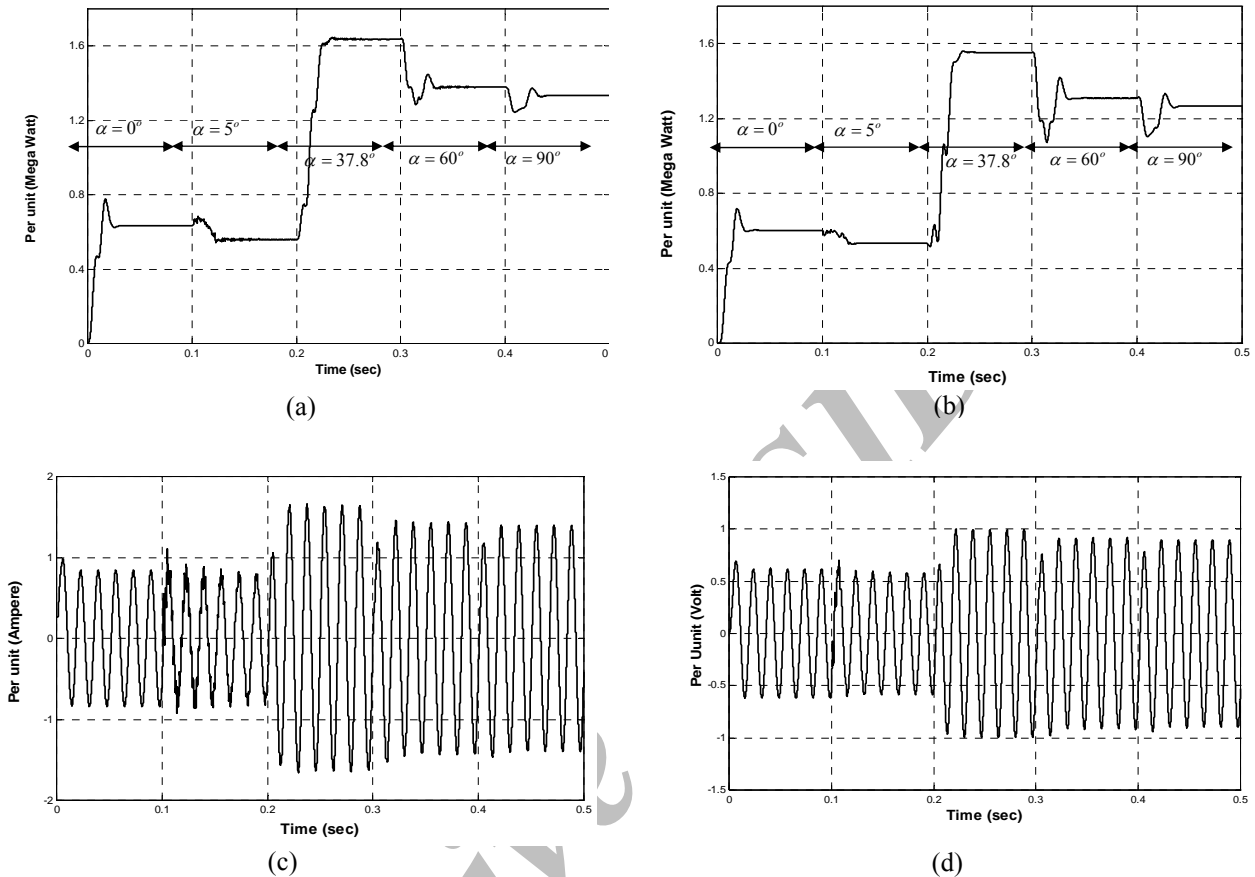 1.6
1.2
0.8
0.4
0
α = 0°
α = 5°
α = 37.8°
α = 60°
α = 90°
Per unit (Mega Watt)
0 0.1 0.2 0.3 0.4 0
Time (sec)
(a)
1.6
1.2
0.8
0.4
0
α = 0°
α = 5°
α = 37.8°
α = 60°
α = 90°
Per unit (Mega Watt)
0 0.1 0.2 0.3 0.4 0.5
Time (sec)
(b)
2
1
0
-1
-2
Per unit (Ampere)
0 0.1 0.2 0.3 0.4 0.5
Time (sec)
(c)
1.5
1
0.5
0
-0.5
-1
-1.5
Per Uunit (Volt)
0 0.1 0.2 0.3 0.4 0.5
Time (sec)
(d)